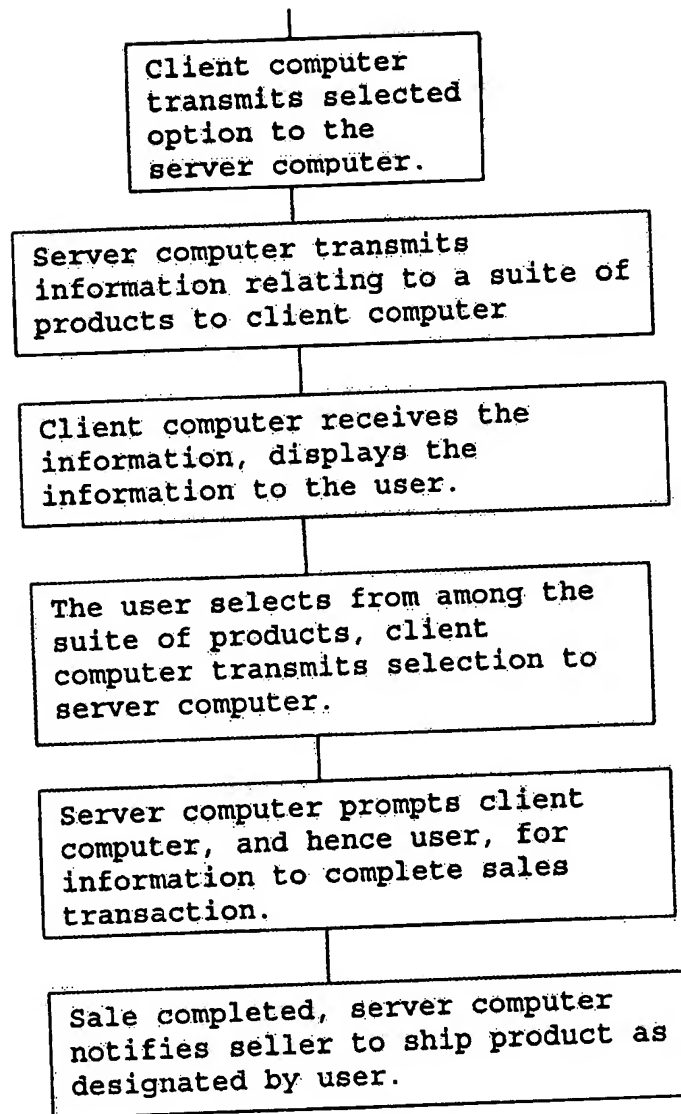 Client computer
transmits selected
option to the
server computer.
Server computer transmits
information relating to a suite of
products to client computer
Client computer receives the
information, displays the
information to the user.
The user selects from among the
suite of products, client
computer transmits selection to
server computer.
Server computer prompts client
computer, and hence user, for
information to complete sales
transaction.
Sale completed, server computer
notifies seller to ship product as
designated by user.